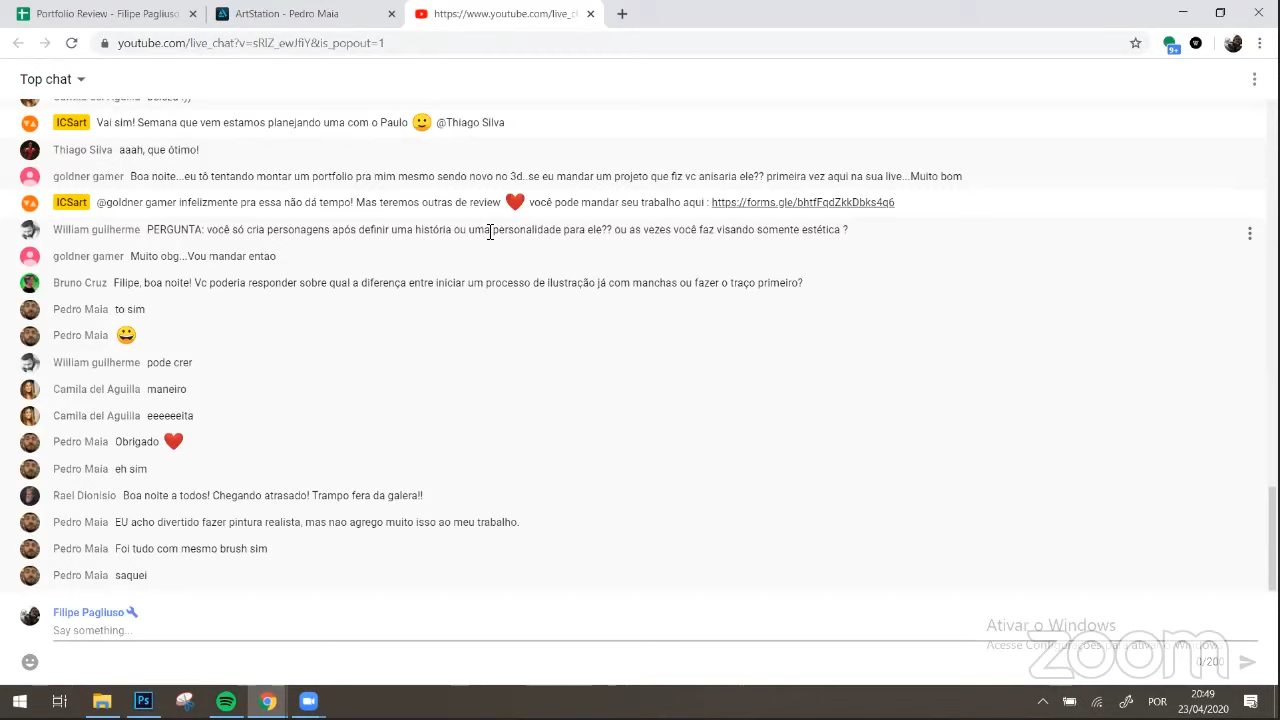 Portfolio Review - Filipe Pagliuso
ArtStation - Pedro Maia
https://www.youtube.com/live_c
youtube.com/live_chat?v=sRlZ_ewJfiY&is_popout=1
9+
Top chat
ICSart Vai sim! Semana que vem estamos planejando uma com o Paulo 🙂 @Thiago Silva
Thiago Silva aaah, que ótimo!
goldner gamer Boa noite...eu tô tentando montar um portfolio pra mim mesmo sendo novo no 3d..se eu mandar um projeto que fiz vc anisaria ele?? primeira vez aqui na sua live...Muito bom
ICSart @goldner gamer infelizmente pra essa não dá tempo! Mas teremos outras de review ❤️ você pode mandar seu trabalho aqui : https://forms.gle/bhtfFqdZkkDbks4q6
William guilherme PERGUNTA: você só cria personagens após definir uma história ou uma personalidade para ele?? ou as vezes você faz visando somente estética ?
goldner gamer Muito obg...Vou mandar entao
Bruno Cruz Filipe, boa noite! Vc poderia responder sobre qual a diferença entre iniciar um processo de ilustração já com manchas ou fazer o traço primeiro?
Pedro Maia to sim
Pedro Maia 😀
William guilherme pode crer
Camila del Aguilla maneiro
Camila del Aguilla eeeeeeita
Pedro Maia Obrigado ❤️
Pedro Maia eh sim
Rael Dionisio Boa noite a todos! Chegando atrasado! Trampo fera da galera!!
Pedro Maia EU acho divertido fazer pintura realista, mas nao agrego muito isso ao meu trabalho.
Pedro Maia Foi tudo com mesmo brush sim
Pedro Maia saquei
Filipe Pagliuso
Say something...
Ativar o Windows
Acesse Configurações para ativar o Windows.
zoom
0/200
Ps
POR
20:49
23/04/2020